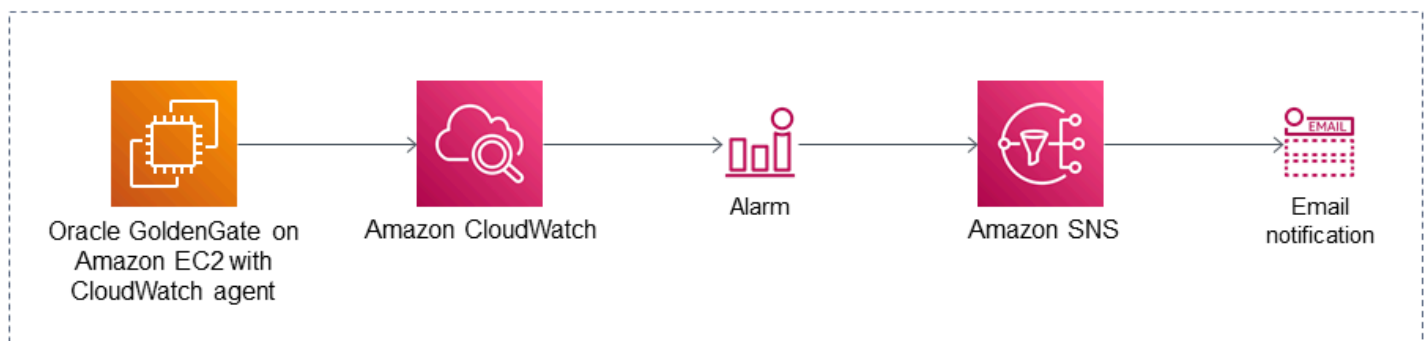 EMAIL
Oracle GoldenGate on
Amazon EC2 with
CloudWatch agent
Amazon CloudWatch
Alarm
Amazon SNS
Email
notification